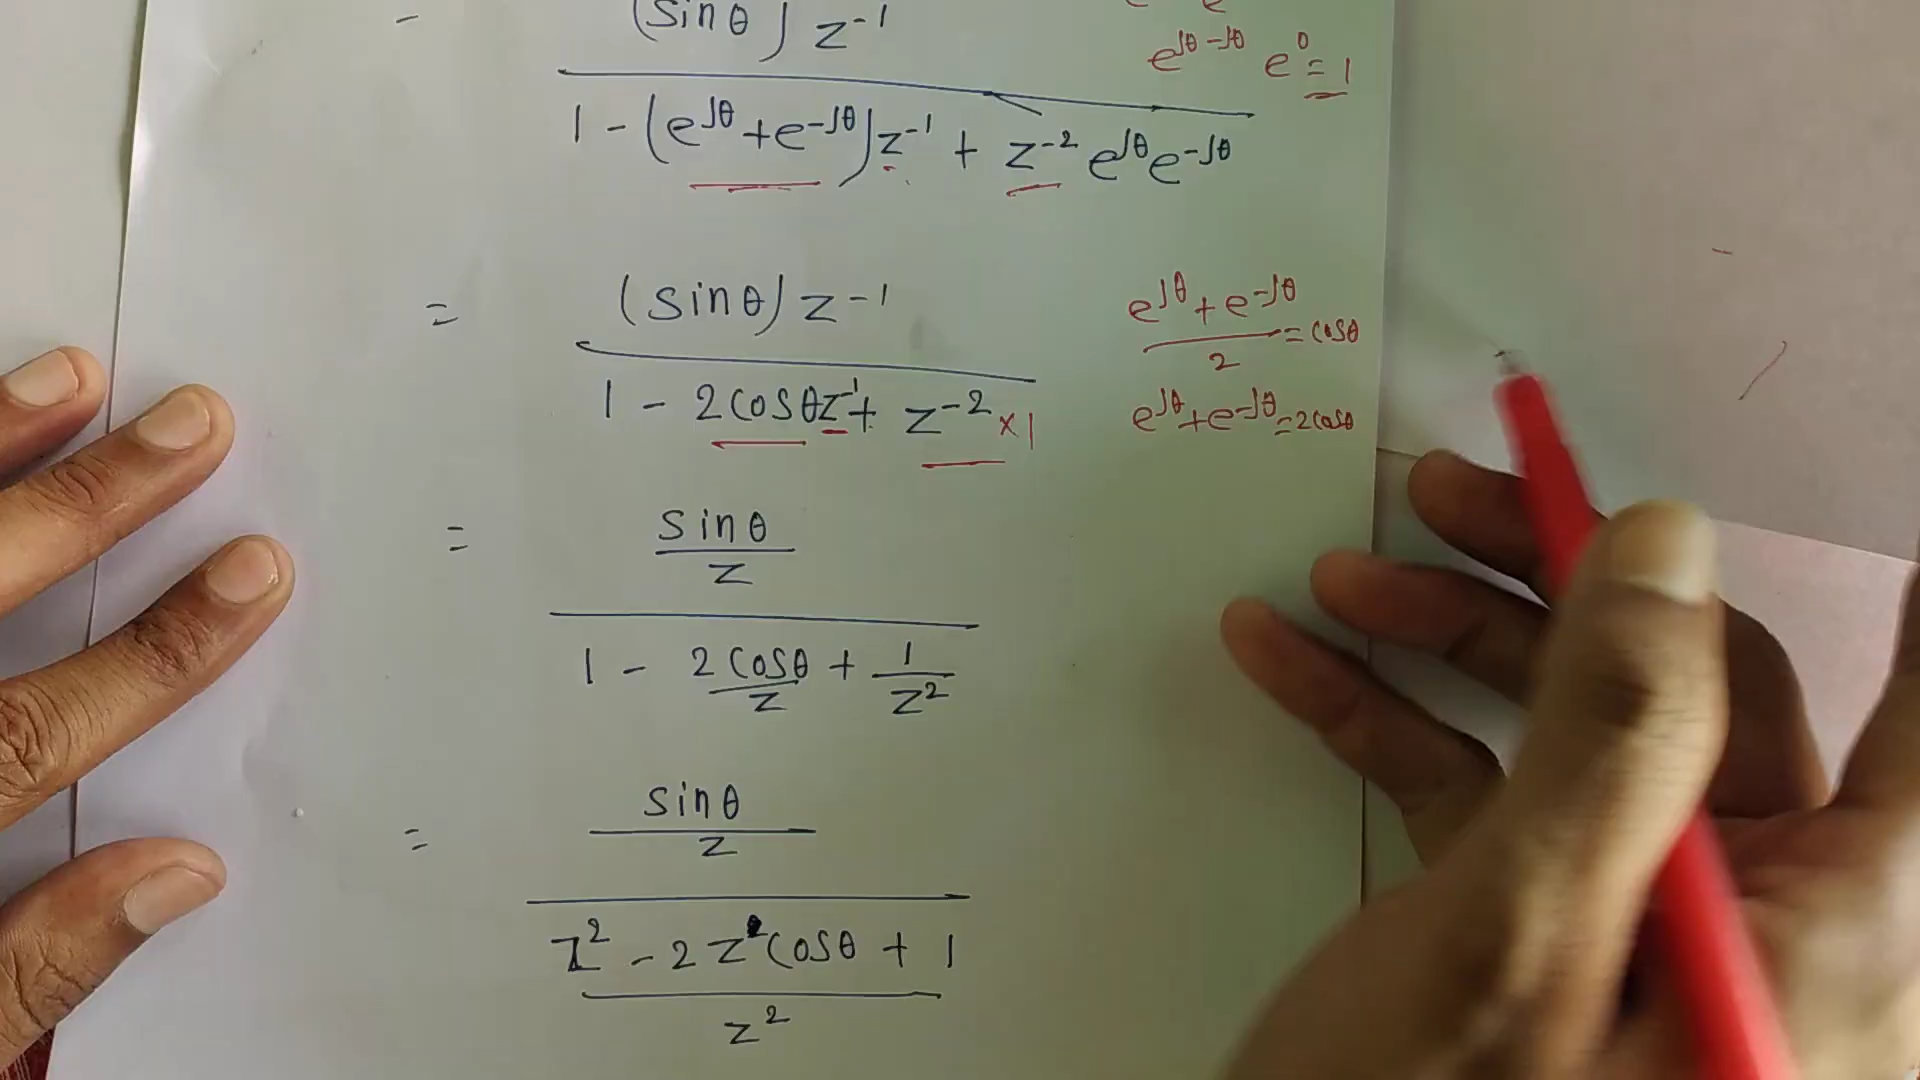 (sinθ) z⁻¹
e^{jθ-jθ} e⁰ = 1
1 - (e^{jθ} + e^{-jθ}) z⁻¹ + z⁻² e^{jθ} e^{-jθ}
= (sinθ) z⁻¹
1 - 2cosθ z⁻¹ + z⁻² × 1
e^{jθ} + e^{-jθ}
2
= cosθ
e^{jθ} + e^{-jθ} = 2cosθ
= sinθ
z
1 - 2cosθ/z + 1/z²
= sinθ
z
z² - 2z cosθ + 1
z²